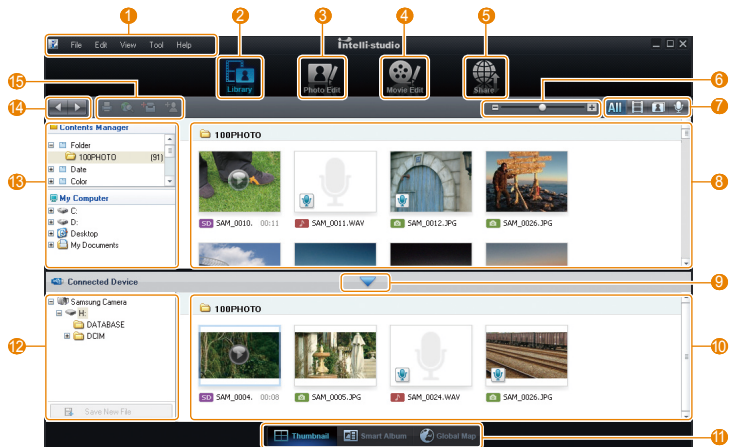 1 2 3 4 5
File Edit View Tool Help
intelli-studio
Library Photo Edit Movie Edit Share
15 6
14 All 7
Contents Manager
Folder
100PHOTO (91)
Date
Color
13
My Computer
C:
D:
Desktop
My Documents
100PHOTO
SD SAM_0010. 00:11 SAM_0011.WAV SAM_0012.JPG SAM_0026.JPG
8
Connected Device
9
Samsung Camera
H:
DATABASE
DCIM
12
Save New File
100PHOTO
SD SAM_0004. 00:08 SAM_0005.JPG SAM_0024.WAV SAM_0026.JPG
10
Thumbnail Smart Album Global Map
11